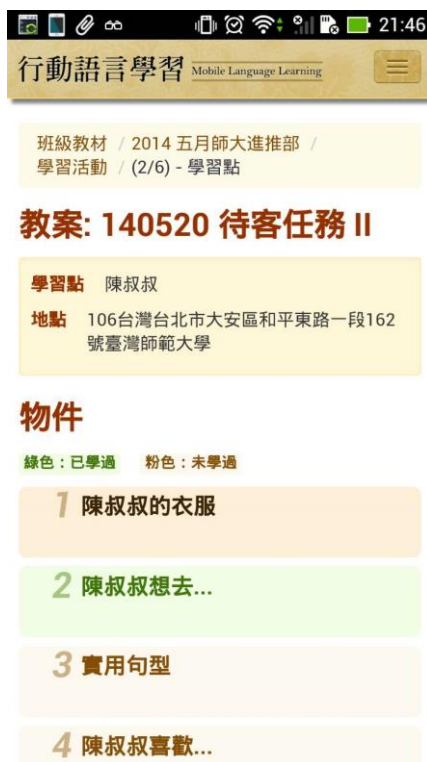 21:46
行動語言學習 Mobile Language Learning
班級教材 / 2014 五月師大進推部 /
學習活動 / (2/6) - 學習點
教案: 140520 待客任務 II
學習點 陳叔叔
地點 106台灣台北市大安區和平東路一段162
號臺灣師範大學
物件
綠色：已學過 粉色：未學過
1 陳叔叔的衣服
2 陳叔叔想去...
3 實用句型
4 陳叔叔喜歡...